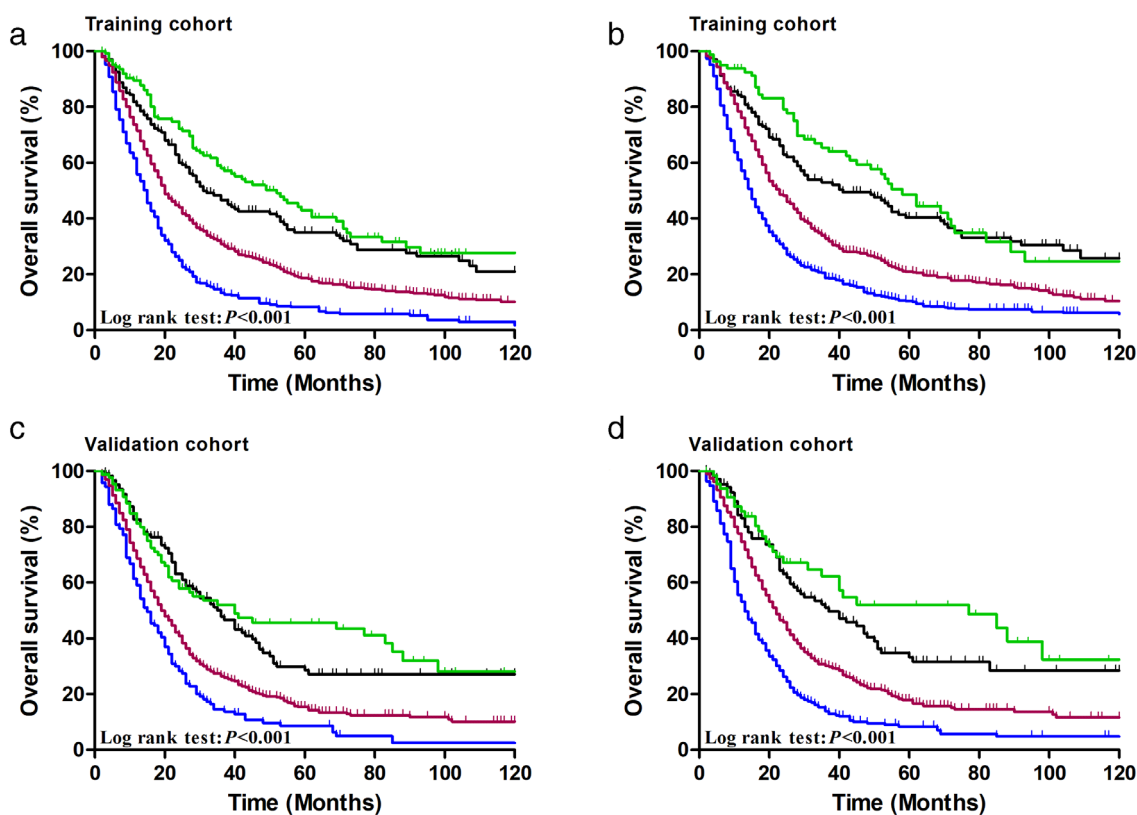 a
Training cohort
100
80
60
40
20
0
Overall survival (%)
Log rank test: P<0.001
0 20 40 60 80 100 120
Time (Months)
b
Training cohort
100
80
60
40
20
0
Overall survival (%)
Log rank test: P<0.001
0 20 40 60 80 100 120
Time (Months)
c
Validation cohort
100
80
60
40
20
0
Overall survival (%)
Log rank test: P<0.001
0 20 40 60 80 100 120
Time (Months)
d
Validation cohort
100
80
60
40
20
0
Overall survival (%)
Log rank test: P<0.001
0 20 40 60 80 100 120
Time (Months)